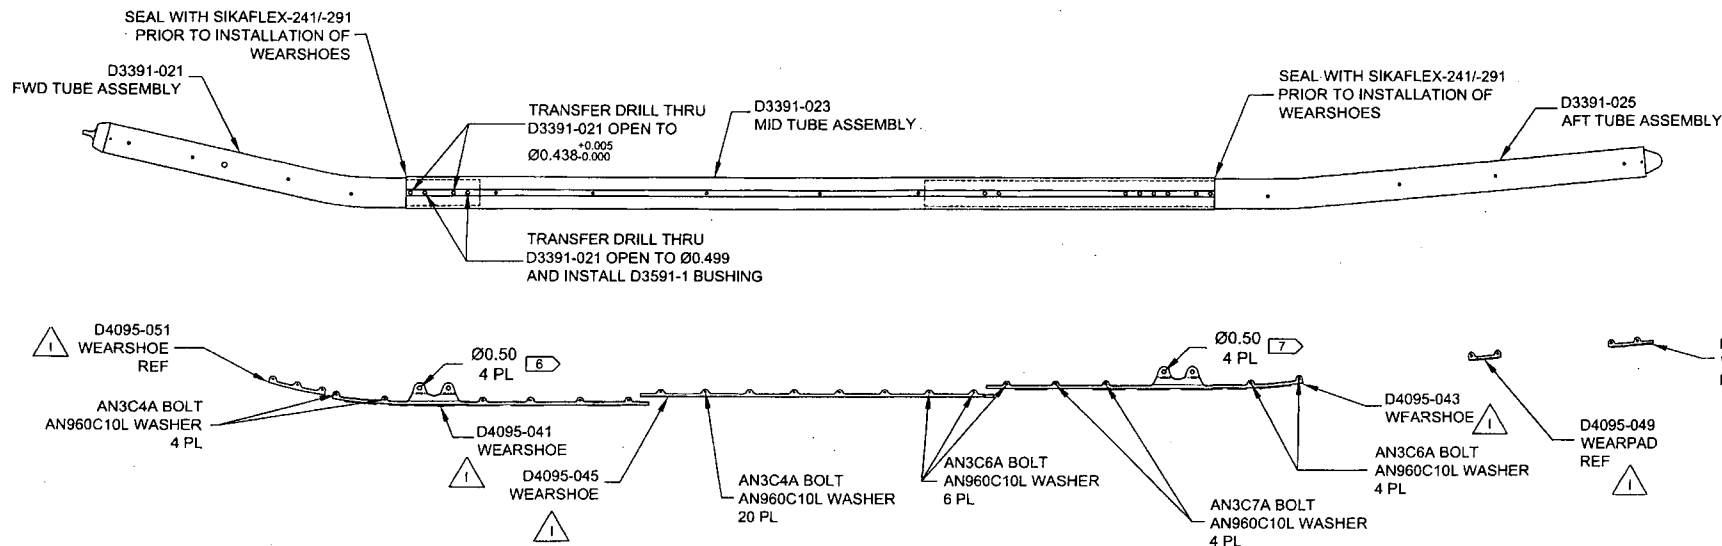 SEAL WITH SIKAFLEX-241/-291
PRIOR TO INSTALLATION OF
WEARSHOES
D3391-021
FWD TUBE ASSEMBLY
TRANSFER DRILL THRU
D3391-021 OPEN TO
Ø0.438+0.005 -0.000
D3391-023
MID TUBE ASSEMBLY
SEAL WITH SIKAFLEX-241/-291
PRIOR TO INSTALLATION OF
WEARSHOES
D3391-025
AFT TUBE ASSEMBLY
TRANSFER DRILL THRU
D3391-021 OPEN TO Ø0.499
AND INSTALL D3591-1 BUSHING
1
D4095-051
WEARSHOE
REF
Ø0.50
4 PL
6
Ø0.50
4 PL
7
AN3C4A BOLT
AN960C10L WASHER
4 PL
D4095-041
WEARSHOE
1
D4095-045
WEARSHOE
1
AN3C4A BOLT
AN960C10L WASHER
20 PL
AN3C6A BOLT
AN960C10L WASHER
6 PL
AN3C7A BOLT
AN960C10L WASHER
4 PL
D4095-043
WFARSHOE
1
AN3C6A BOLT
AN960C10L WASHER
4 PL
D4095-049
WEARPAD
REF
1